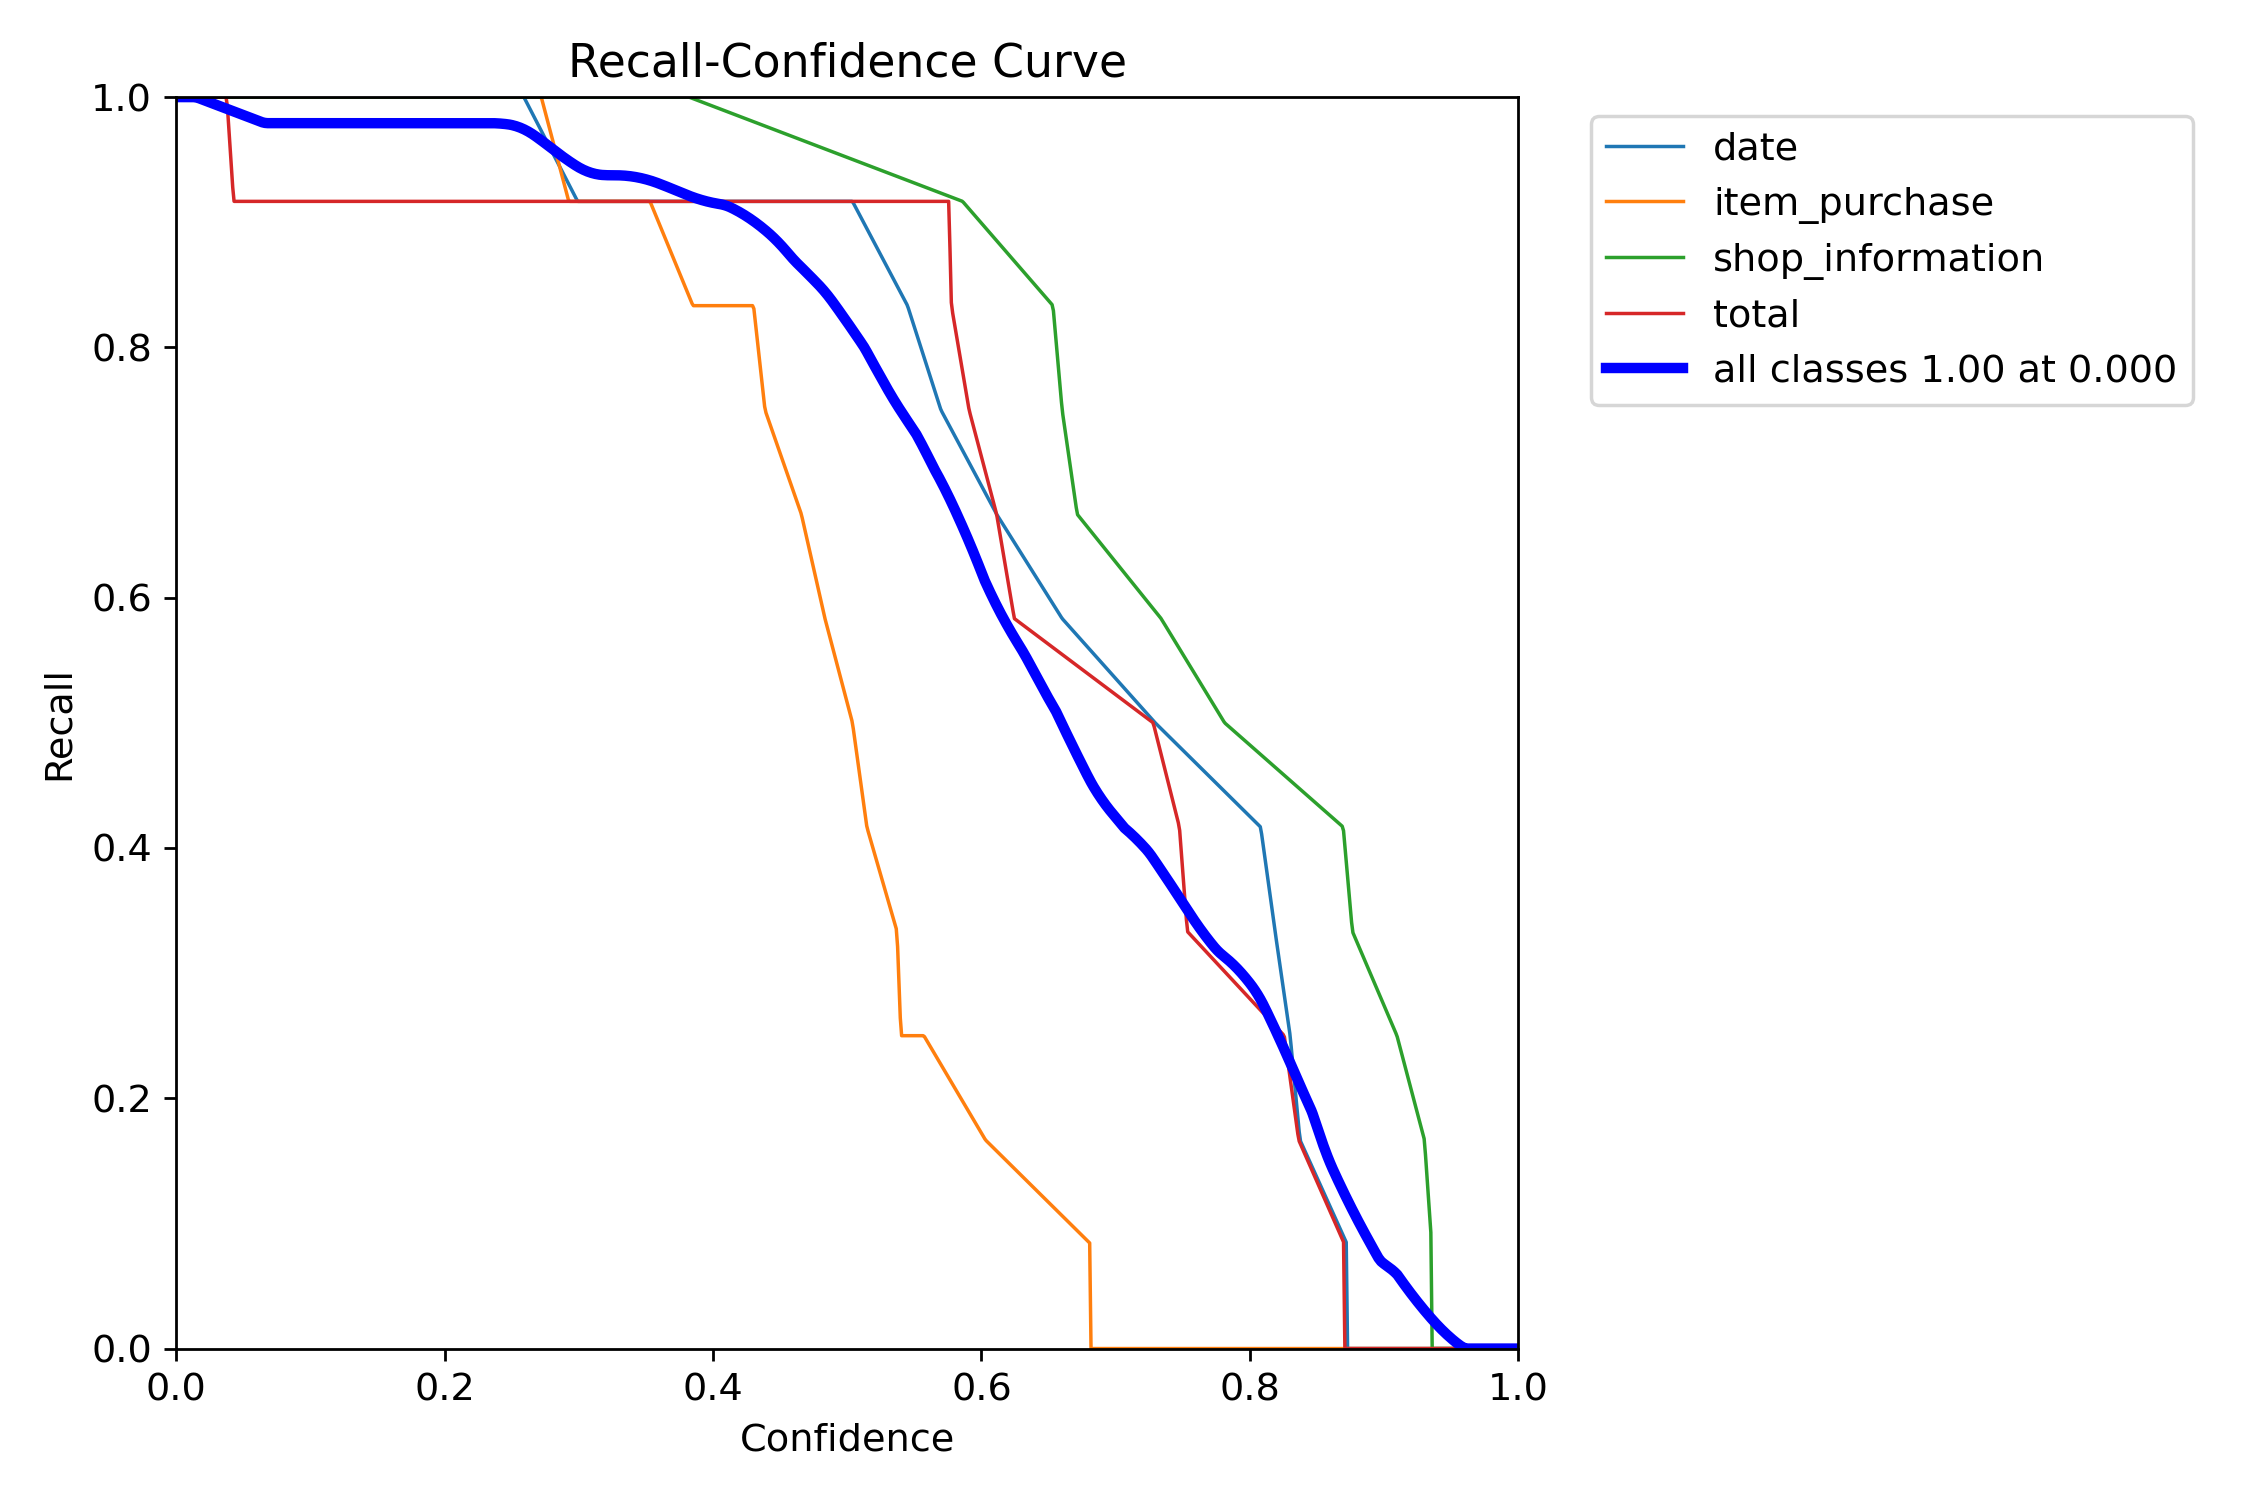 Recall-Confidence Curve
1.0
0.8
0.6
0.4
0.2
0.0
Recall
0.0 0.2 0.4 0.6 0.8 1.0
Confidence
date
item_purchase
shop_information
total
all classes 1.00 at 0.000